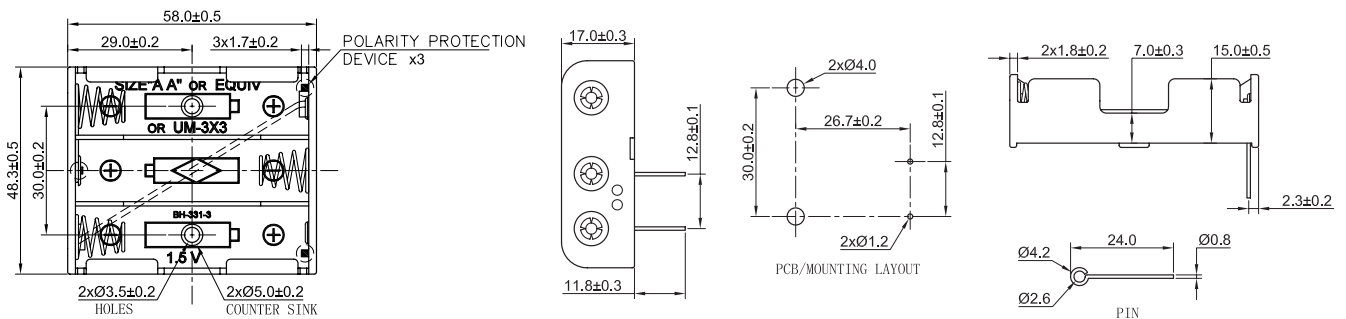 58.0±0.5
29.0±0.2
3x1.7±0.2
POLARITY PROTECTION
DEVICE x3
48.3±0.5
30.0±0.2
SIZE"A A" OR EQUIV
OR UM-3X3
BH-331-3
1.5 V
2xØ3.5±0.2
HOLES
2xØ5.0±0.2
COUNTER SINK
17.0±0.3
12.8±0.1
11.8±0.3
2xØ4.0
30.0±0.2
26.7±0.2
12.8±0.1
2xØ1.2
PCB/MOUNTING LAYOUT
2x1.8±0.2
7.0±0.3
15.0±0.5
2.3±0.2
Ø4.2
24.0
Ø0.8
Ø2.6
PIN